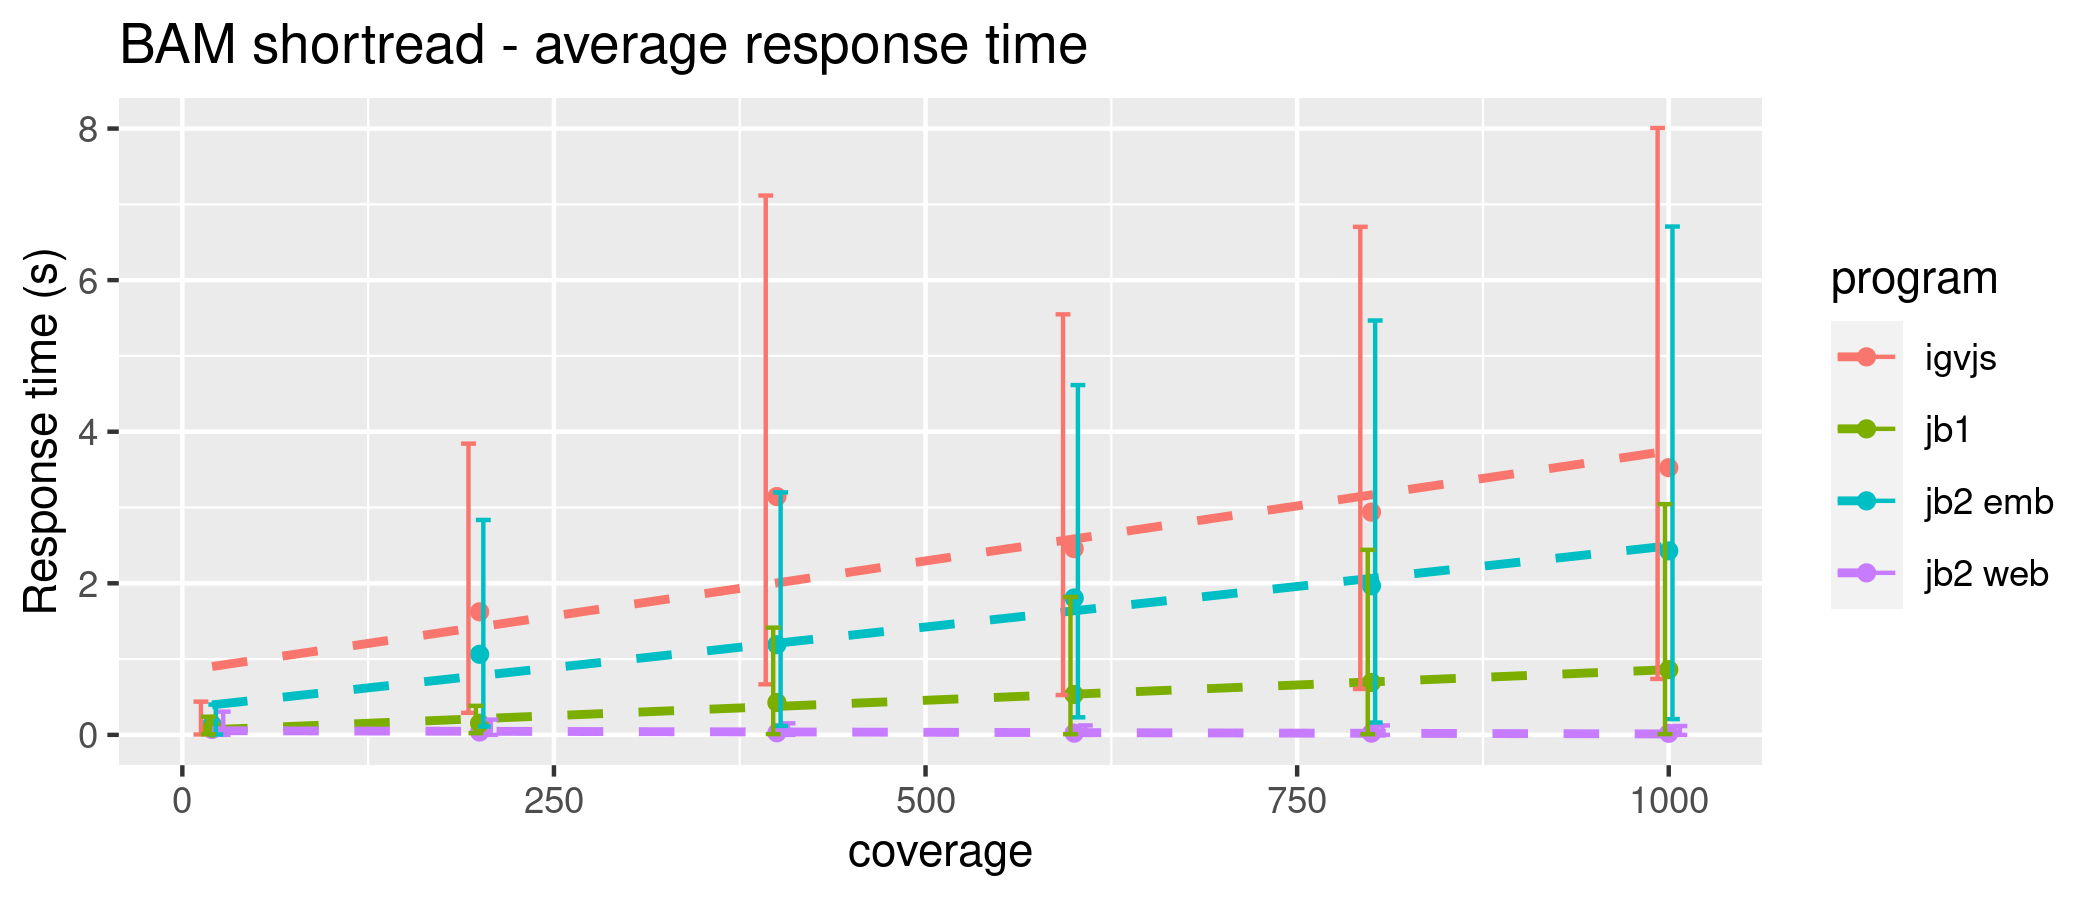 BAM shortread - average response time
Response time (s)
8
6
4
2
0
0 250 500 750 1000
coverage
program
igvjs
jb1
jb2 emb
jb2 web